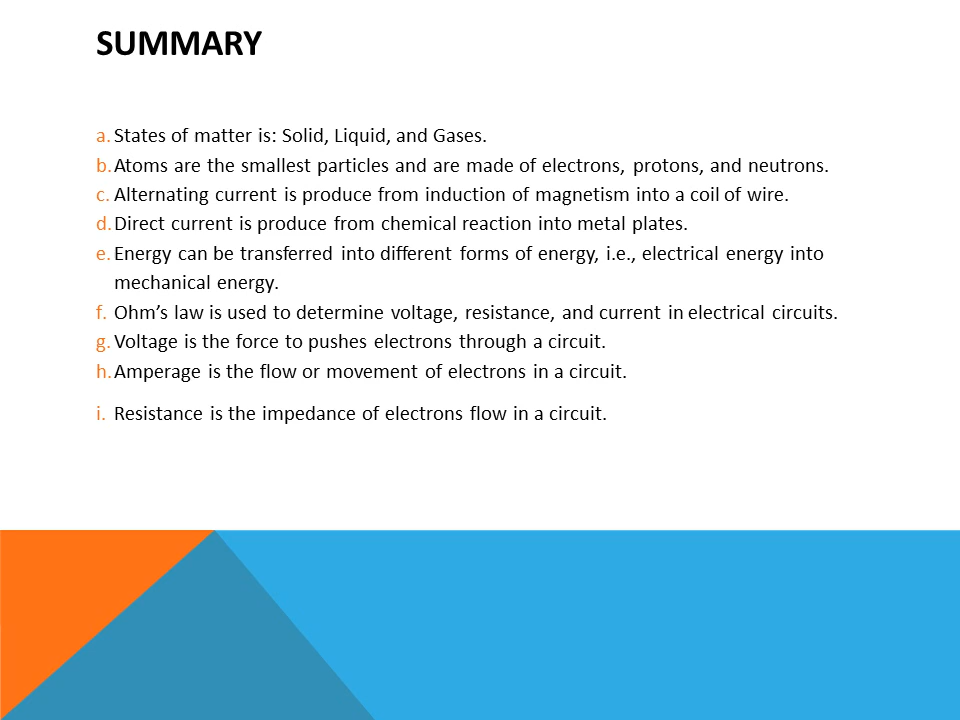 SUMMARY
a. States of matter is: Solid, Liquid, and Gases.
b. Atoms are the smallest particles and are made of electrons, protons, and neutrons.
c. Alternating current is produce from induction of magnetism into a coil of wire.
d. Direct current is produce from chemical reaction into metal plates.
e. Energy can be transferred into different forms of energy, i.e., electrical energy into
mechanical energy.
f. Ohm’s law is used to determine voltage, resistance, and current in electrical circuits.
g. Voltage is the force to pushes electrons through a circuit.
h. Amperage is the flow or movement of electrons in a circuit.
i. Resistance is the impedance of electrons flow in a circuit.